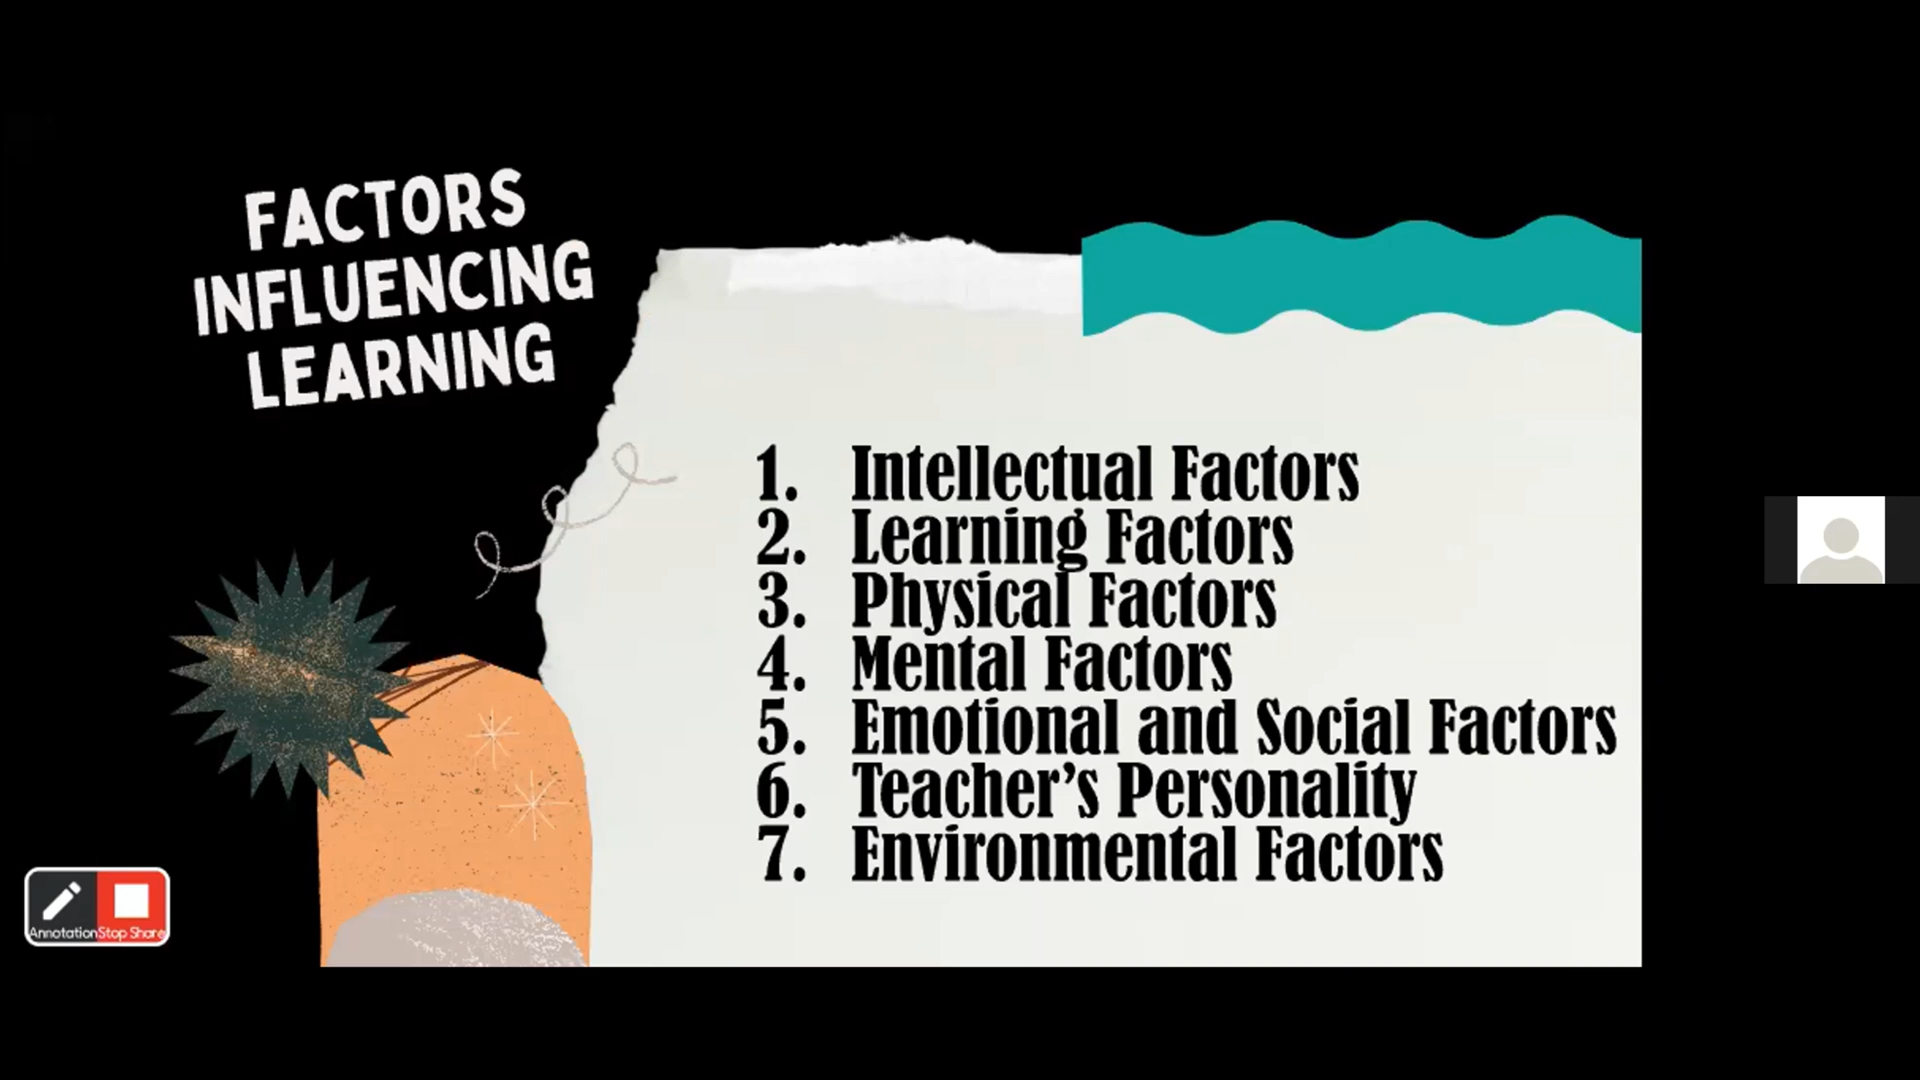 FACTORS
INFLUENCING
LEARNING
1. Intellectual Factors
2. Learning Factors
3. Physical Factors
4. Mental Factors
5. Emotional and Social Factors
6. Teacher's Personality
7. Environmental Factors
Annotation Stop Share